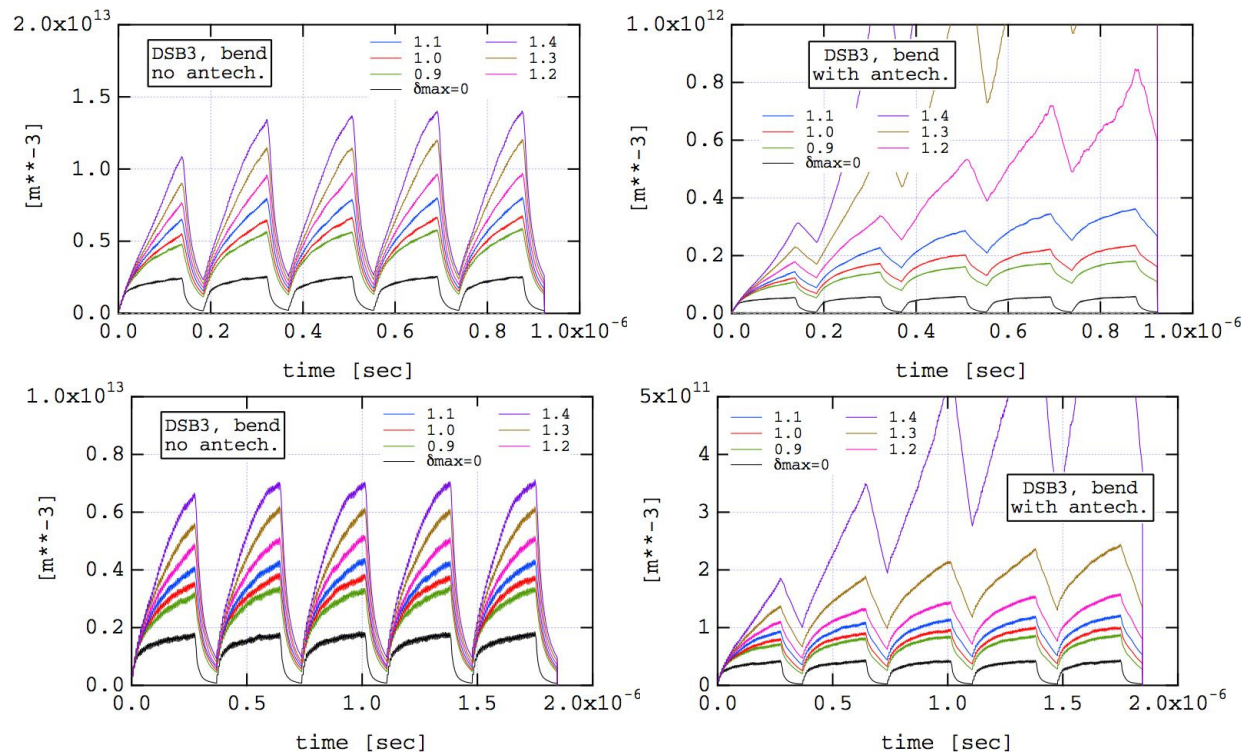 2.0x10^13
1.5
1.0
0.5
0.0
[m**-3]
DSB3, bend
no antech.
1.1 1.4
1.0 1.3
0.9 1.2
δmax=0
0.0 0.2 0.4 0.6 0.8 1.0x10^-6
time [sec]
1.0x10^12
0.8
0.6
0.4
0.2
0.0
[m**-3]
DSB3, bend
with antech.
1.1 1.4
1.0 1.3
0.9 1.2
δmax=0
0.0 0.2 0.4 0.6 0.8 1.0x10^-6
time [sec]
1.0x10^13
0.8
0.6
0.4
0.2
0.0
[m**-3]
DSB3, bend
no antech.
1.1 1.4
1.0 1.3
0.9 1.2
δmax=0
0.0 0.5 1.0 1.5 2.0x10^-6
time [sec]
5x10^11
4
3
2
1
0
[m**-3]
1.1 1.4
1.0 1.3
0.9 1.2
δmax=0
DSB3, bend
with antech.
0.0 0.5 1.0 1.5 2.0x10^-6
time [sec]